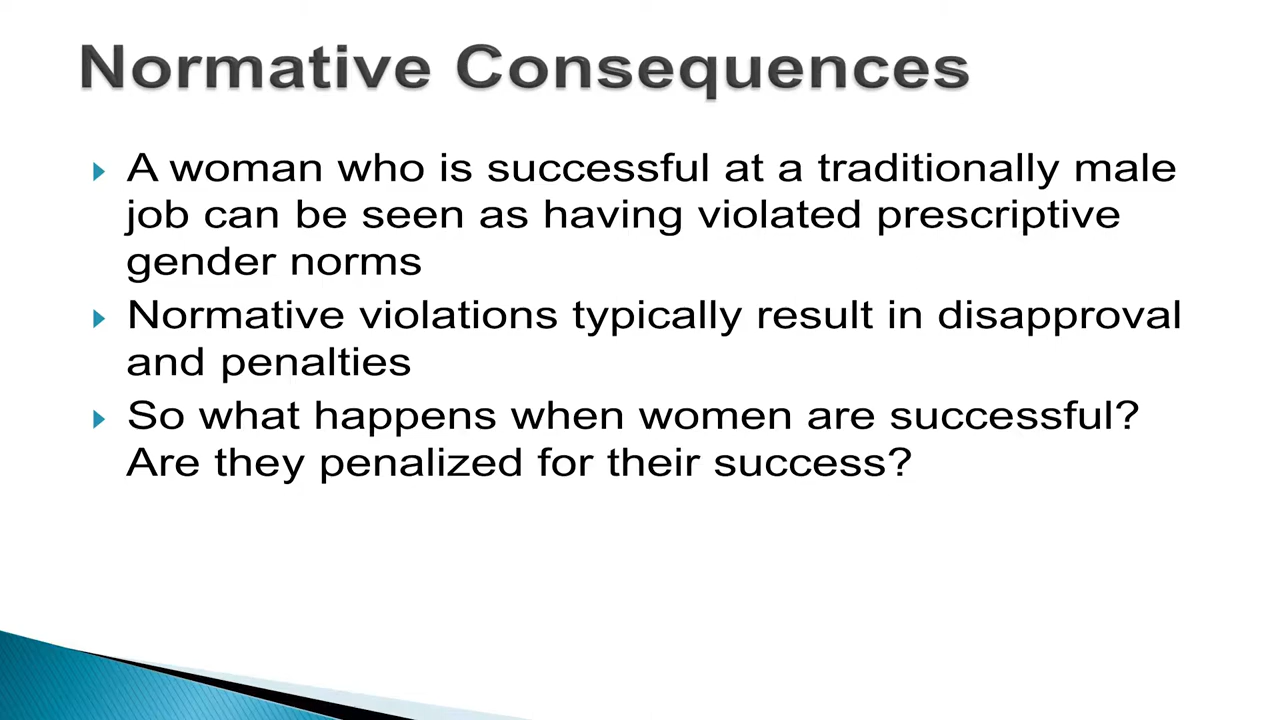 Normative Consequences
A woman who is successful at a traditionally male
job can be seen as having violated prescriptive
gender norms
Normative violations typically result in disapproval
and penalties
So what happens when women are successful?
Are they penalized for their success?